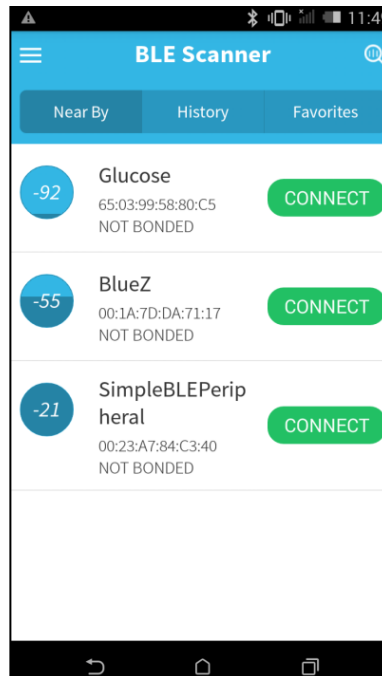 11:49
BLE Scanner
Near By History Favorites
-92
Glucose
65:03:99:58:80:C5
NOT BONDED
CONNECT
-55
BlueZ
00:1A:7D:DA:71:17
NOT BONDED
CONNECT
-21
SimpleBLEPerip
heral
00:23:A7:84:C3:40
NOT BONDED
CONNECT